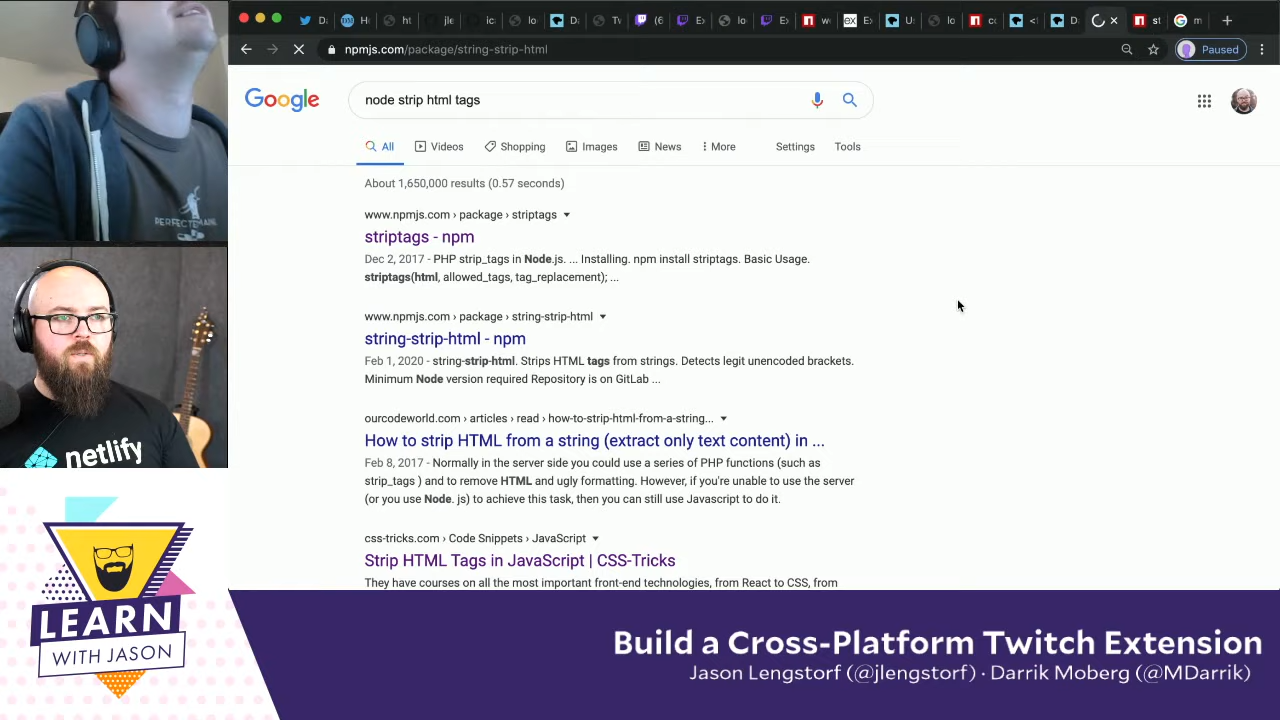 D
H
ht
jle
ic
lo
D
Tv
(6
E
lo
E
w
ex
E
U
lo
c
<
D
st
m
npmjs.com/package/string-strip-html
Paused
Google
node strip html tags
All
Videos
Shopping
Images
News
More
Settings
Tools
About 1,650,000 results (0.57 seconds)
www.npmjs.com › package › striptags
striptags - npm
Dec 2, 2017 - PHP strip_tags in Node.js. ... Installing. npm install striptags. Basic Usage.
striptags(html, allowed_tags, tag_replacement); ...
www.npmjs.com › package › string-strip-html
string-strip-html - npm
Feb 1, 2020 - string-strip-html. Strips HTML tags from strings. Detects legit unencoded brackets.
Minimum Node version required Repository is on GitLab ...
ourcodeworld.com › articles › read › how-to-strip-html-from-a-string...
How to strip HTML from a string (extract only text content) in ...
Feb 8, 2017 - Normally in the server side you could use a series of PHP functions (such as
strip_tags ) and to remove HTML and ugly formatting. However, if you're unable to use the server
(or you use Node. js) to achieve this task, then you can still use Javascript to do it.
css-tricks.com › Code Snippets › JavaScript
Strip HTML Tags in JavaScript | CSS-Tricks
They have courses on all the most important front-end technologies, from React to CSS, from
netlify
LEARN
WITH JASON
Build a Cross-Platform Twitch Extension
Jason Lengstorf (@jlengstorf) · Darrik Moberg (@MDarrik)